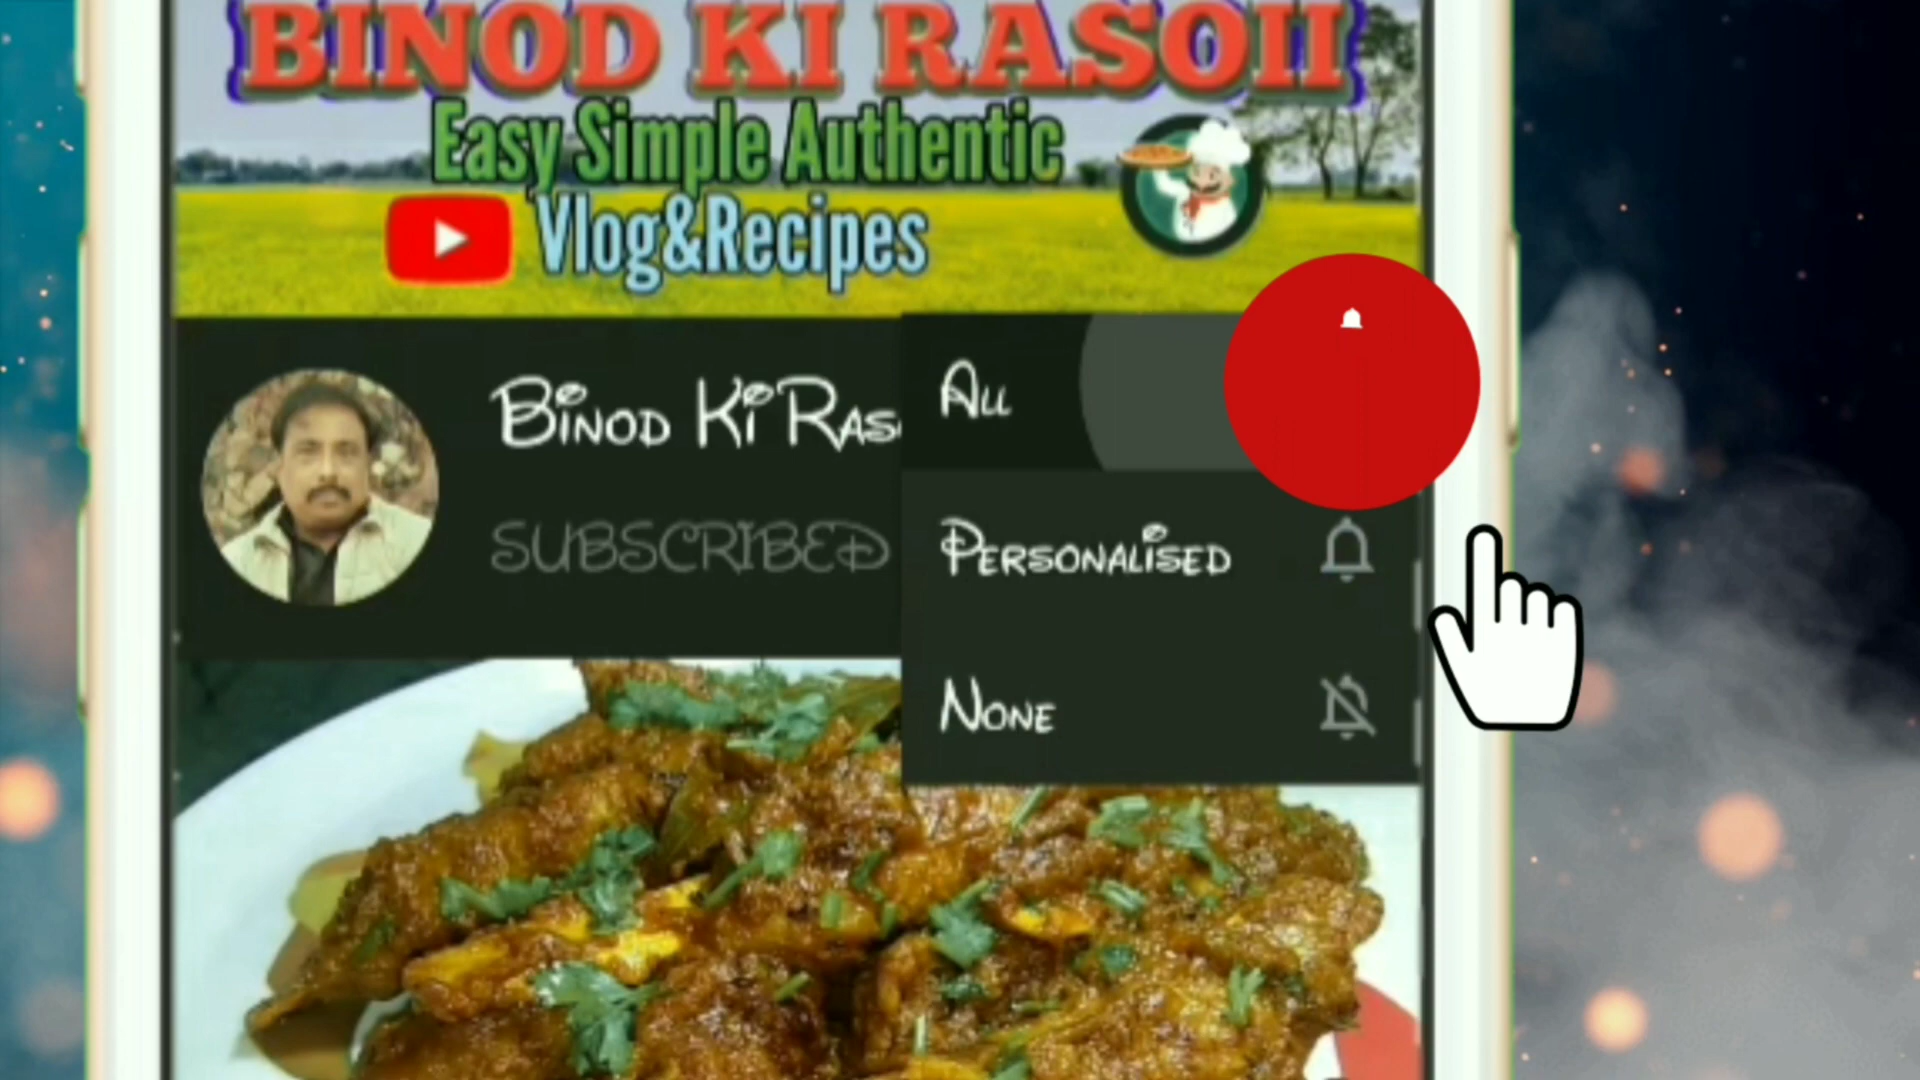 BINOD KI RASOII
Easy Simple Authentic
Vlog&Recipes
BINOD KI RAS
SUBSCRIBED
ALL
PERSONALISED
NONE